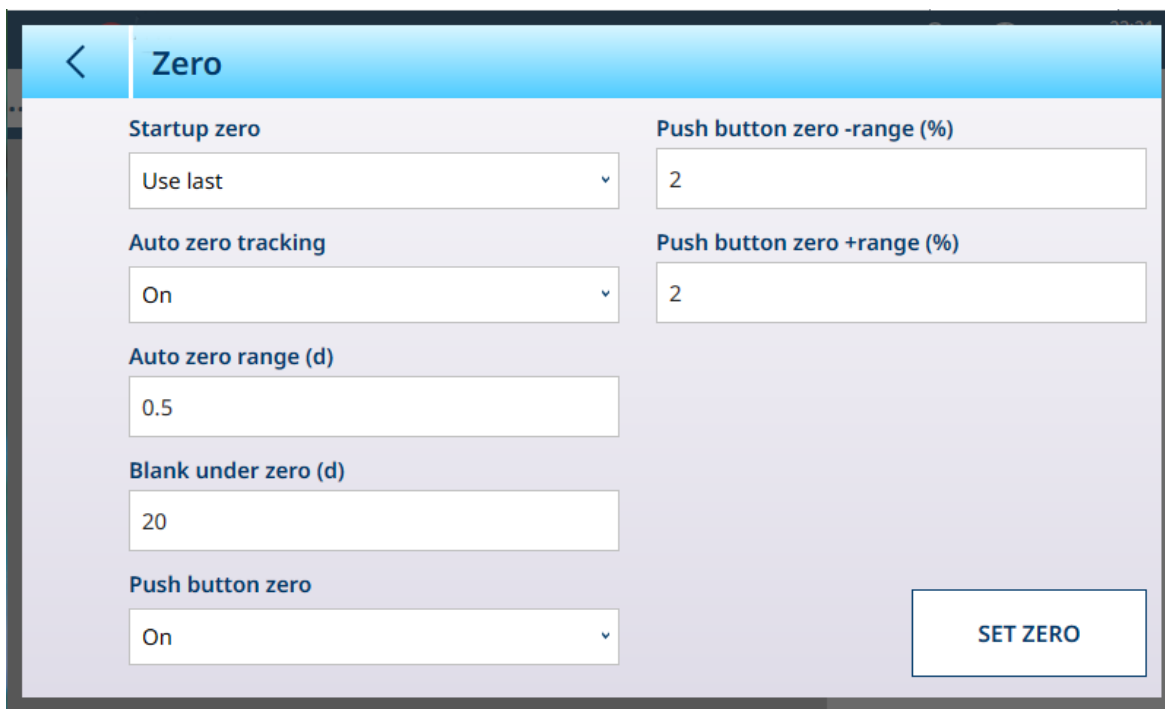 Zero
Startup zero
Use last
Auto zero tracking
On
Auto zero range (d)
0.5
Blank under zero (d)
20
Push button zero
On
Push button zero -range (%)
2
Push button zero +range (%)
2
SET ZERO